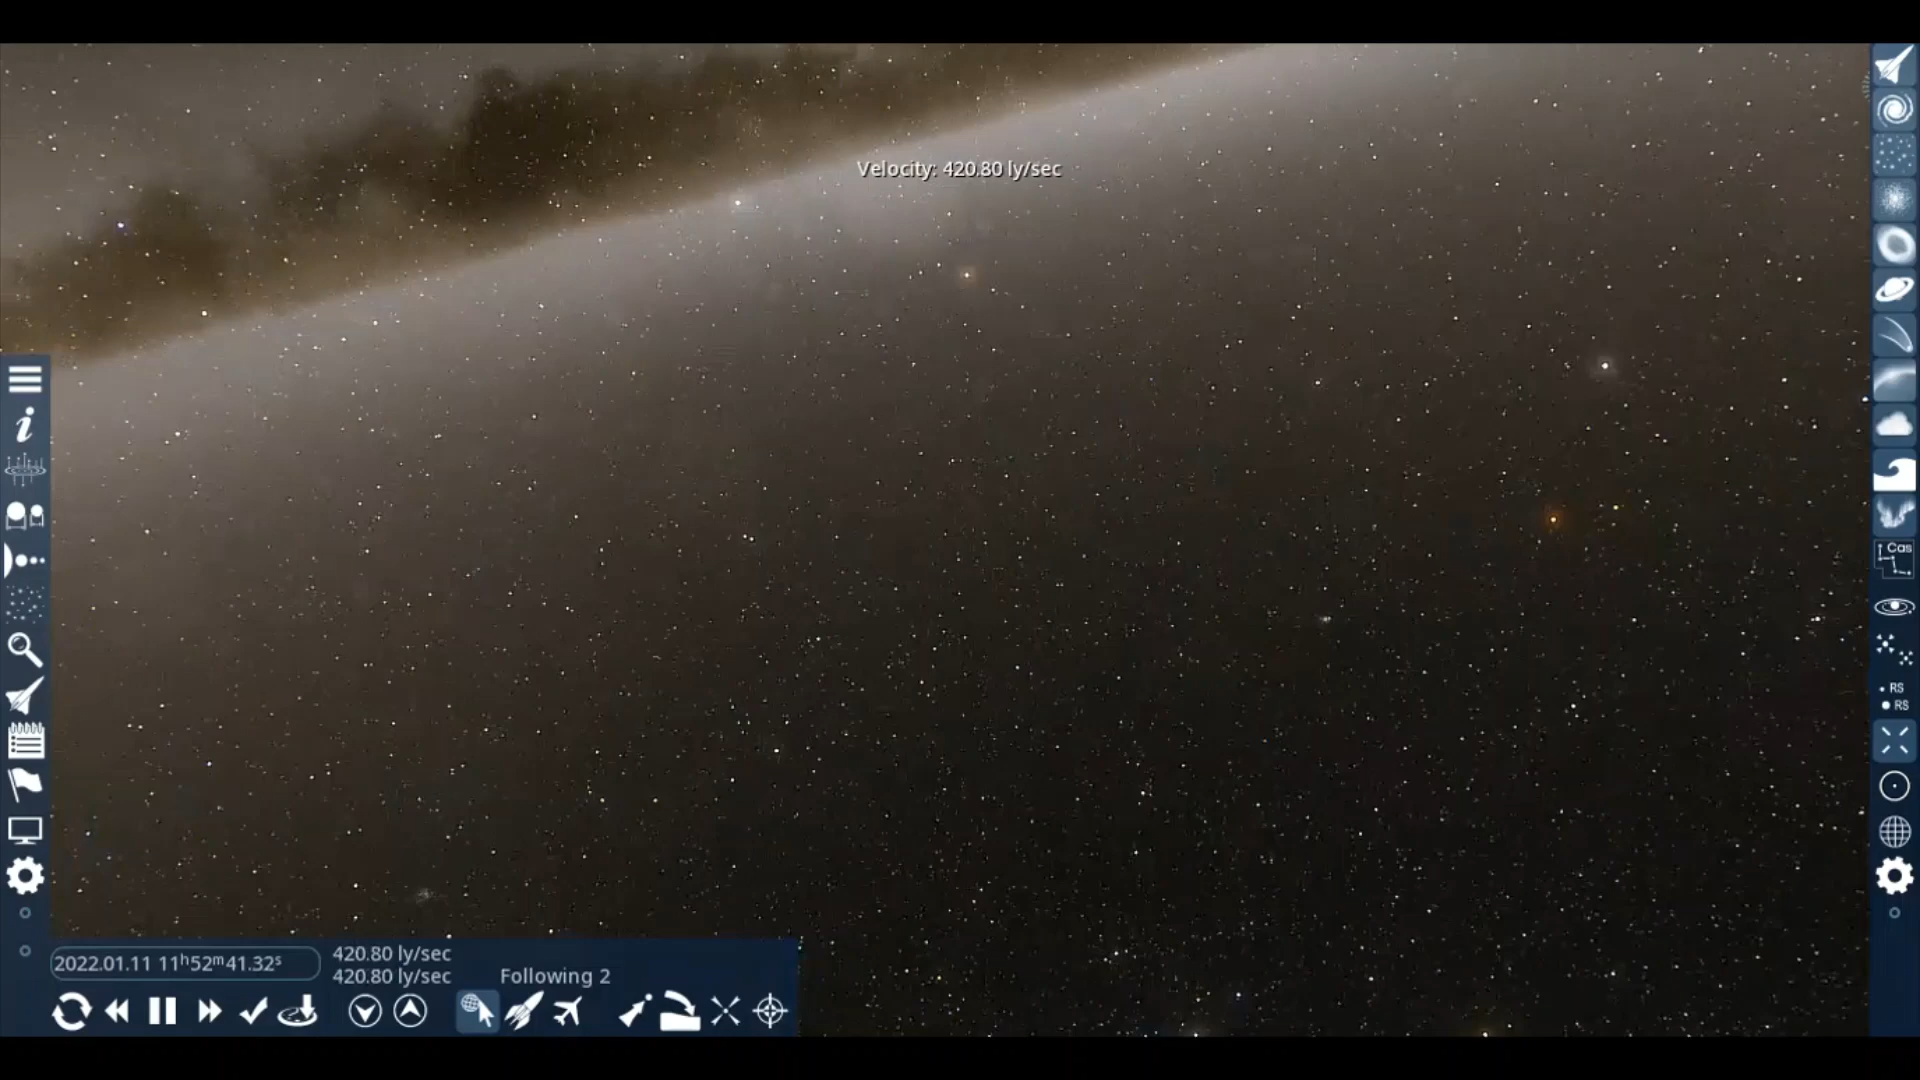 Velocity: 420.80 ly/sec
Cas
RS
RS
2022.01.11 11h52m41.32s
420.80 ly/sec
420.80 ly/sec
Following 2